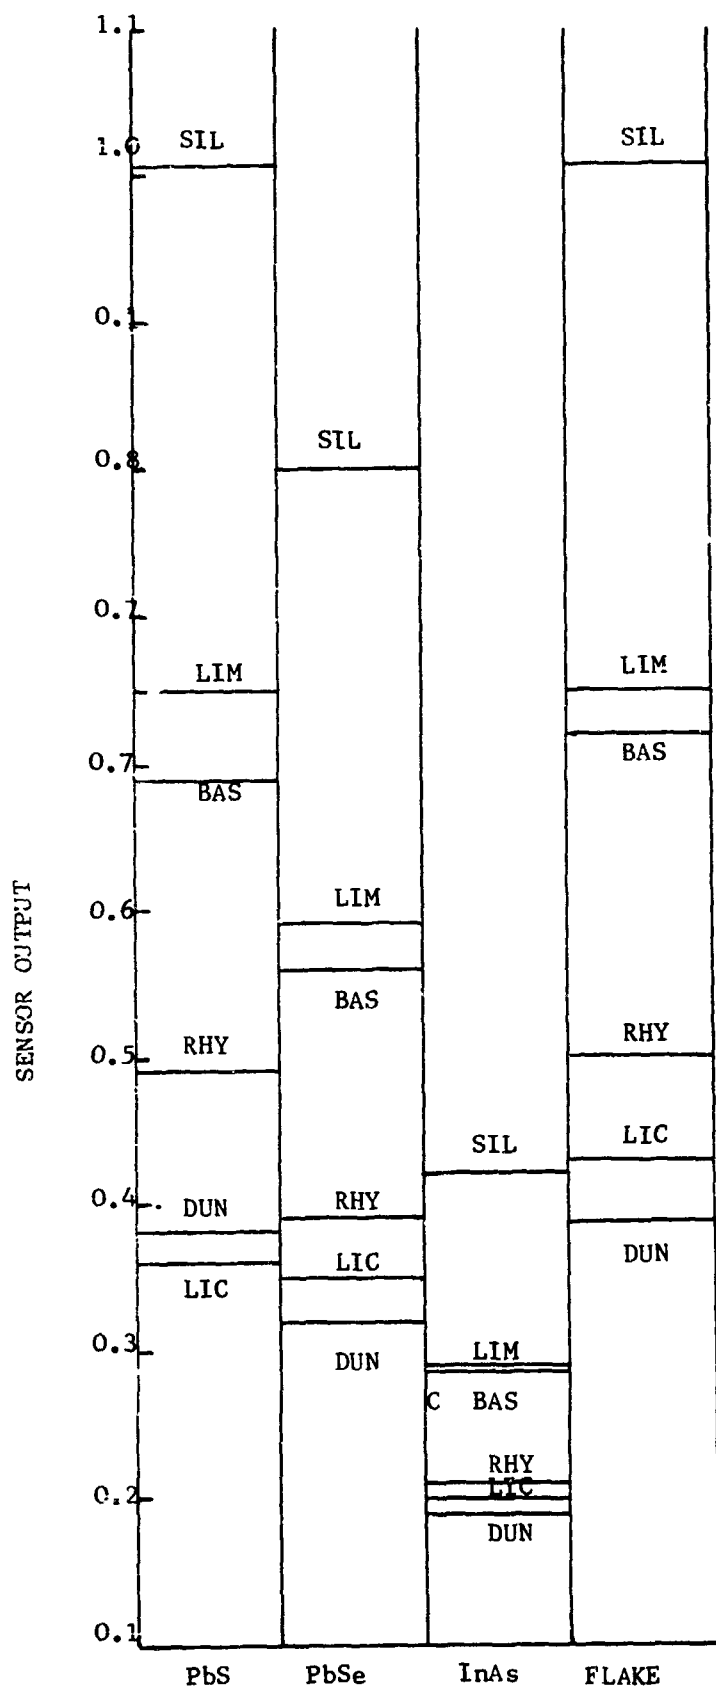 1.1
SIL
SIL
1.0
0.1
SIL
0.8
0.7
LIM
LIM
BAS
0.7
BAS
LIM
0.6
BAS
RHY
RHY
0.5
LIC
SIL
DUN
RHY
0.4
DUN
LIC
LIC
LIM
0.3
DUN
C BAS
RHY
LIC
0.2
DUN
0.1
PbS PbSe InAs FLAKE
SENSOR OUTPUT